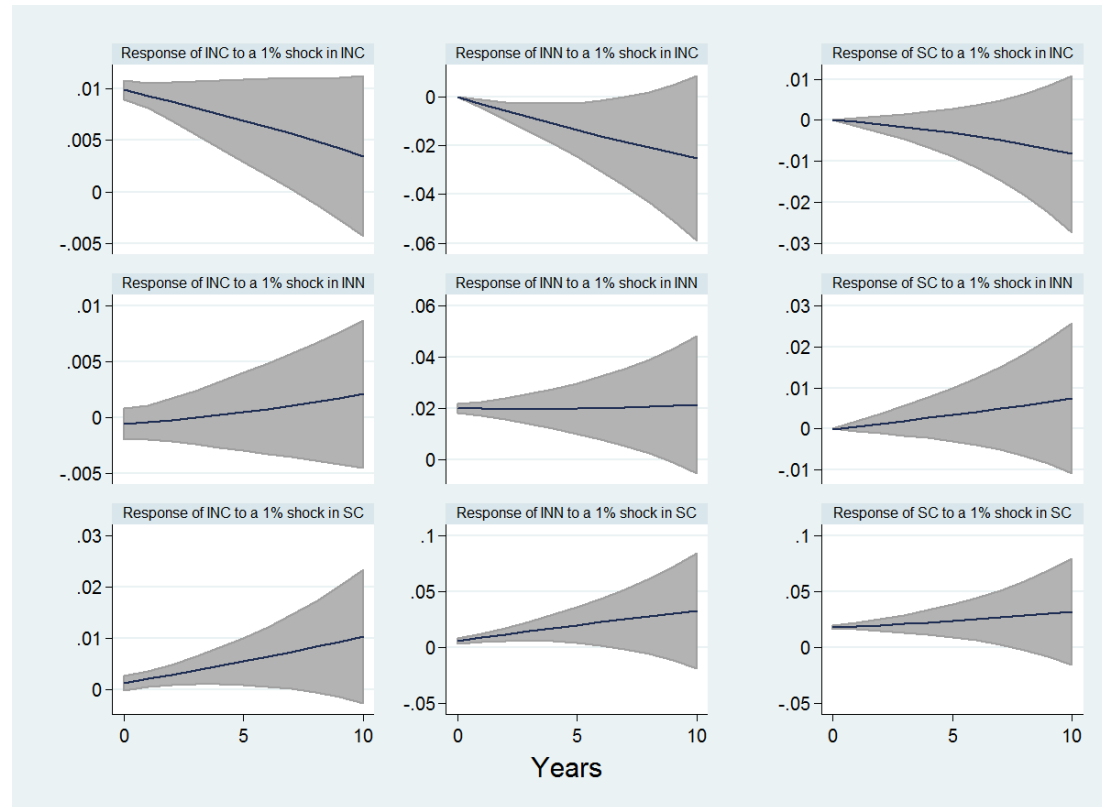 Response of INC to a 1% shock in INC
.01
.005
0
-.005
Response of INN to a 1% shock in INC
0
-.02
-.04
-.06
Response of SC to a 1% shock in INC
.01
0
-.01
-.02
-.03
Response of INC to a 1% shock in INN
.01
.005
0
-.005
Response of INN to a 1% shock in INN
.06
.04
.02
0
Response of SC to a 1% shock in INN
.03
.02
.01
0
-.01
Response of INC to a 1% shock in SC
.03
.02
.01
0
0 5 10
Response of INN to a 1% shock in SC
.1
.05
0
-.05
0 5 10
Response of SC to a 1% shock in SC
.1
.05
0
-.05
0 5 10
Years